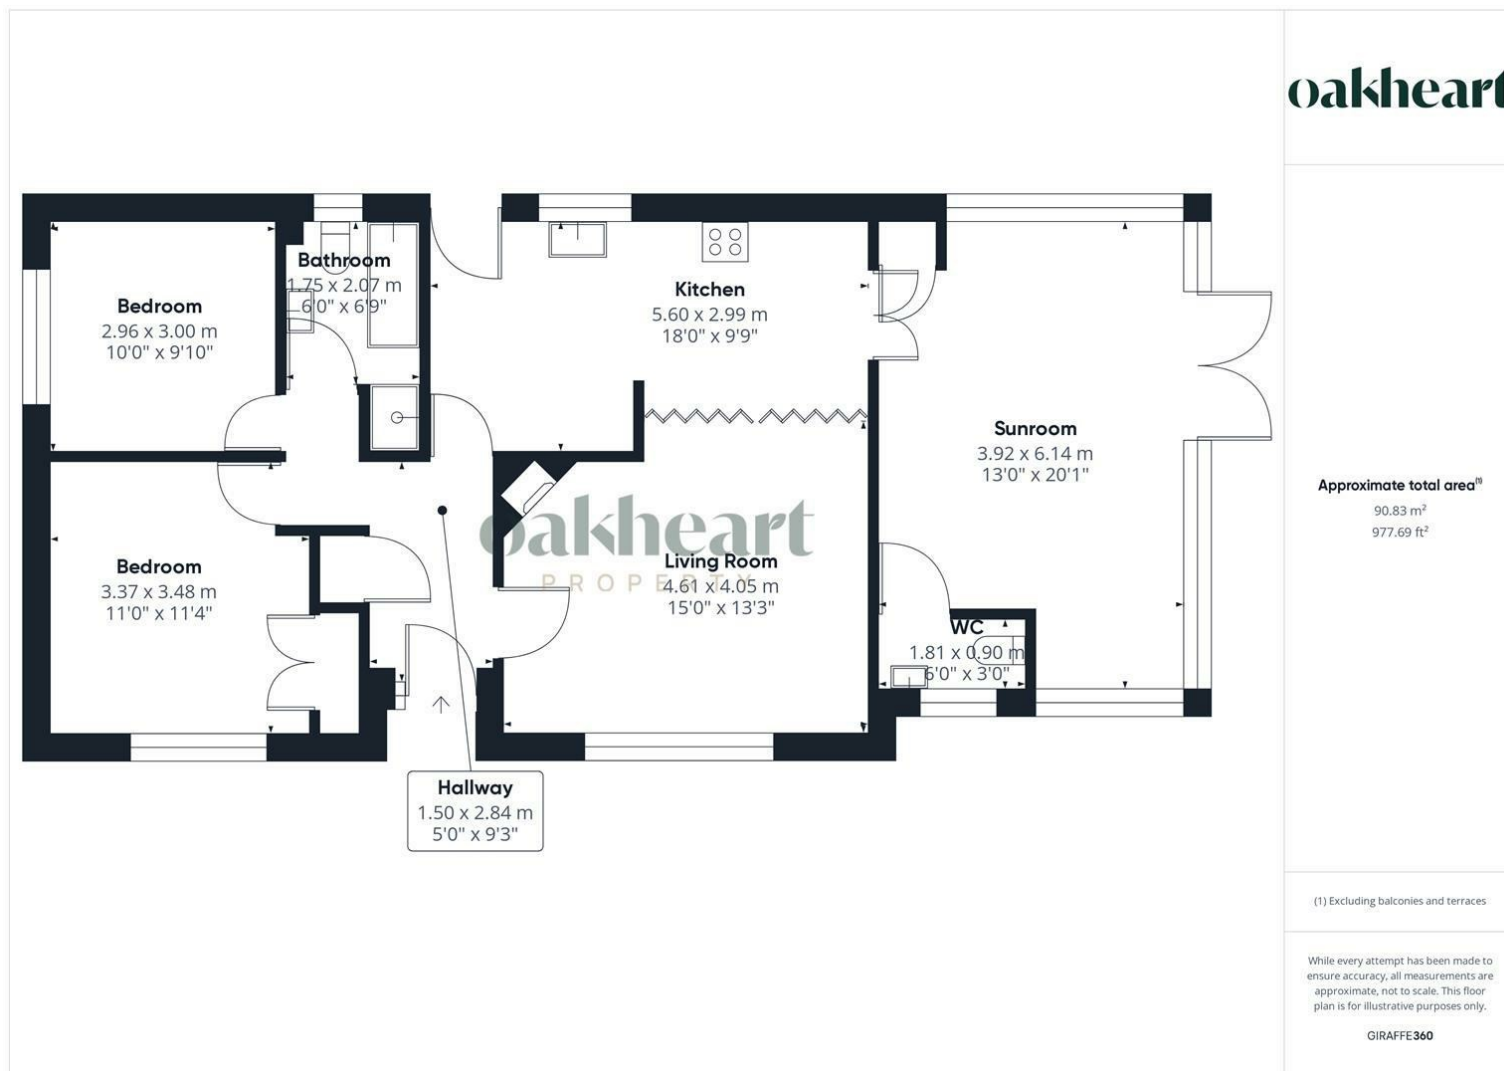 oakheart
Bedroom
2.96 x 3.00 m
10'0" x 9'10"
Bathroom
1.75 x 2.07 m
6'0" x 6'9"
Kitchen
5.60 x 2.99 m
18'0" x 9'9"
Sunroom
3.92 x 6.14 m
13'0" x 20'1"
Bedroom
3.37 x 3.48 m
11'0" x 11'4"
oakheart
PROPERTY
Living Room
4.61 x 4.05 m
15'0" x 13'3"
WC
1.81 x 0.90 m
6'0" x 3'0"
Hallway
1.50 x 2.84 m
5'0" x 9'3"
Approximate total area(1)
90.83 m²
977.69 ft²
(1) Excluding balconies and terraces
While every attempt has been made to
ensure accuracy, all measurements are
approximate, not to scale. This floor
plan is for illustrative purposes only.
GIRAFFE360